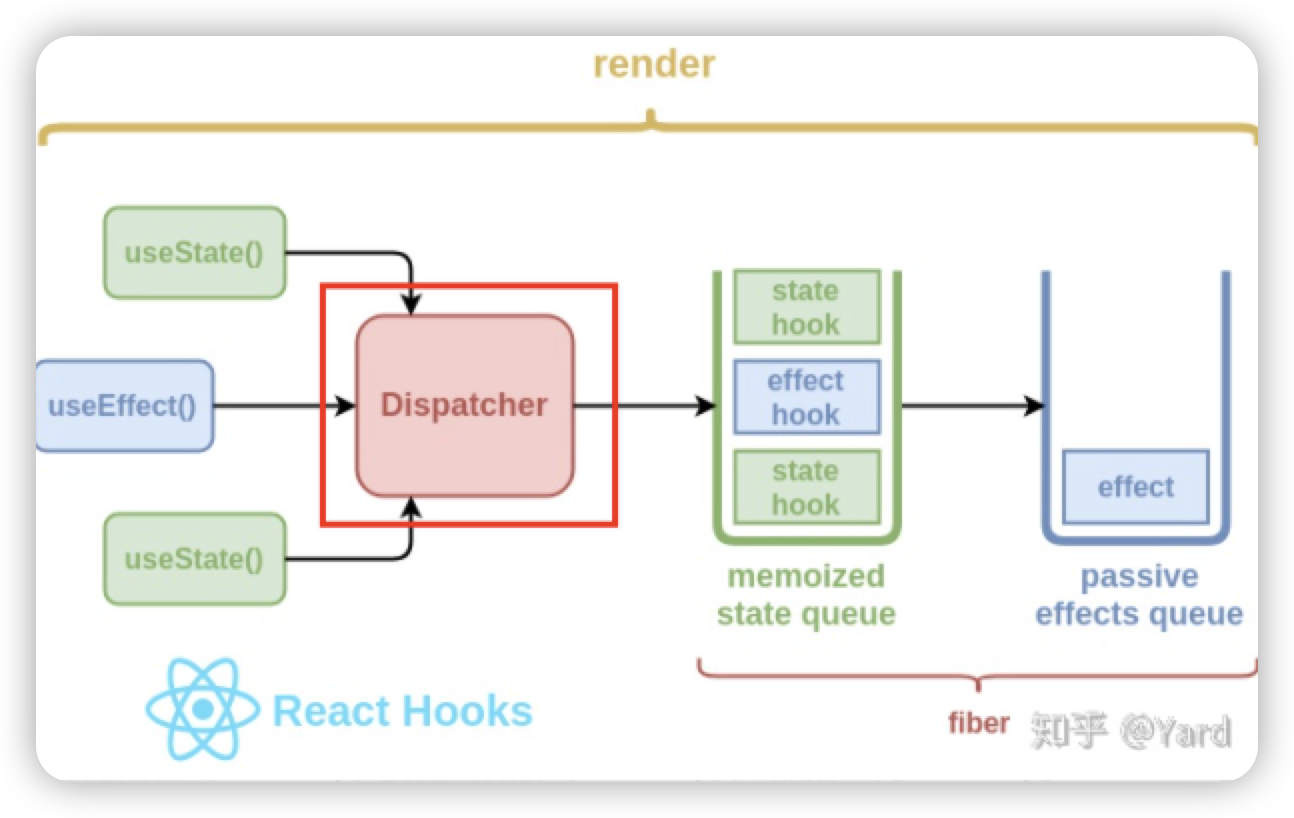 render
useState()
useEffect()
useState()
Dispatcher
state
hook
effect
hook
state
hook
effect
memoized
state queue
passive
effects queue
React Hooks
fiber
知乎 @Yard